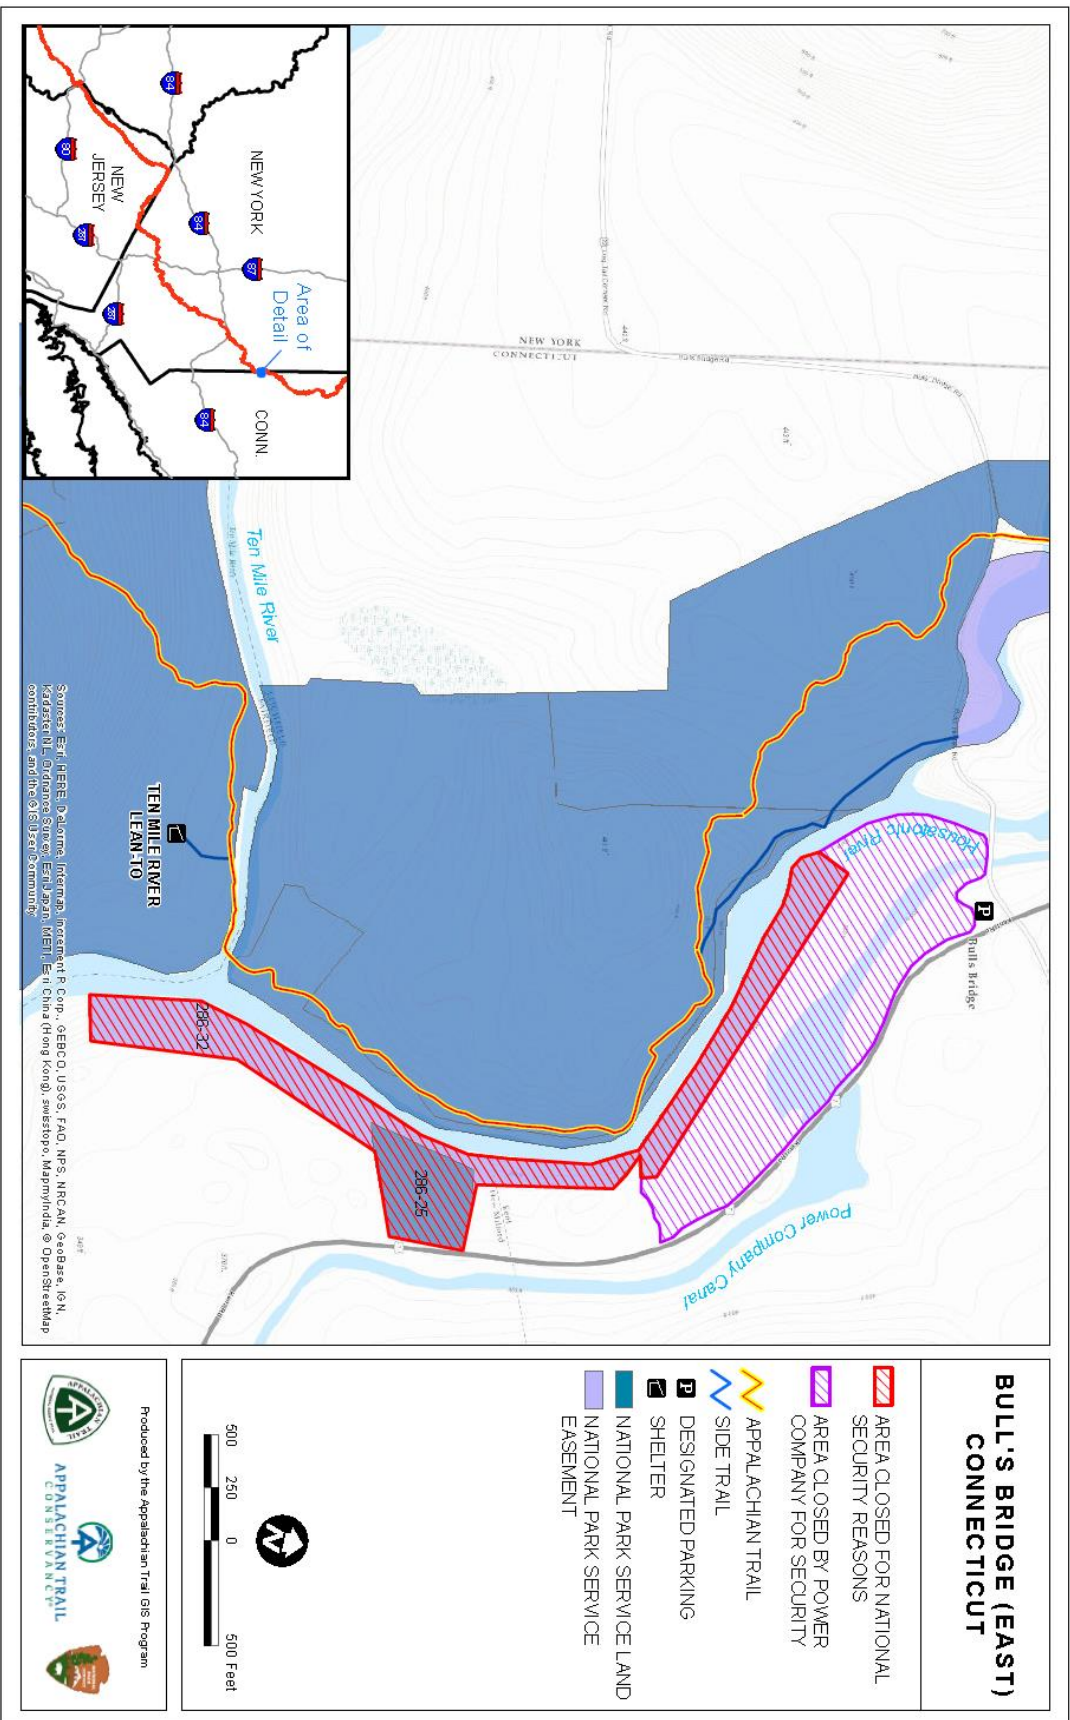 BULL'S BRIDGE (EAST)
CONNECTICUT
AREA CLOSED FOR NATIONAL
SECURITY REASONS
AREA CLOSED BY POWER
COMPANY FOR SECURITY
APPALACHIAN TRAIL
SIDE TRAIL
P DESIGNATED PARKING
SHELTER
NATIONAL PARK SERVICE LAND
NATIONAL PARK SERVICE
EASEMENT
N
500 250 0 500 Feet
Produced by the Appalachian Trail GIS Program
APPALACHIAN TRAIL
APPALACHIAN TRAIL
CONSERVANCY
NEW YORK
CONNECTICUT
Housatonic River
P
Bulls Bridge
Power Company Canal
Kent
New Milford
286-25
286-32
Ten Mile River
TEN MILE RIVER
LEAN-TO
NEW YORK
NEW
JERSEY
CONN.
Area of
Detail
84
84
84
87
80
287
287
Sources: Esri, HERE, DeLorme, Intermap, increment P Corp., GEBCO, USGS, FAO, NPS, NRCAN, GeoBase, IGN,
Kadaster NL, Ordnance Survey, Esri Japan, METI, Esri China (Hong Kong), swisstopo, MapmyIndia, © OpenStreetMap
contributors, and the GIS User Community